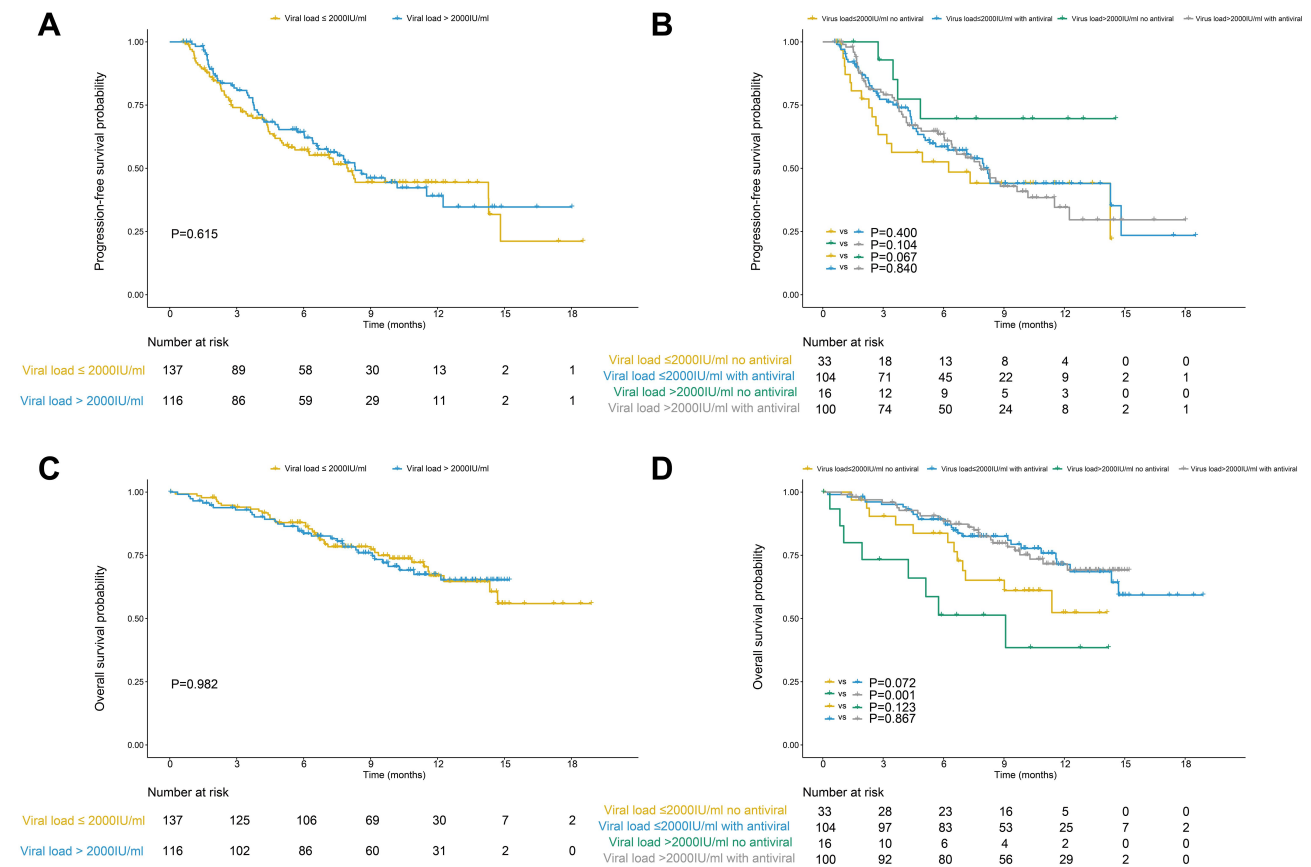 A
Viral load ≤ 2000IU/ml Viral load > 2000IU/ml
Progression-free survival probability
1.00
0.75
0.50
0.25
0.00
P=0.615
0 3 6 9 12 15 18
Time (months)
Number at risk
Viral load ≤ 2000IU/ml 137 89 58 30 13 2 1
Viral load > 2000IU/ml 116 86 59 29 11 2 1
B
Virus load≤2000IU/ml no antiviral Virus load≤2000IU/ml with antiviral Virus load>2000IU/ml no antiviral Virus load>2000IU/ml with antiviral
Progression-free survival probability
1.00
0.75
0.50
0.25
0.00
vs P=0.400
vs P=0.104
vs P=0.067
vs P=0.840
0 3 6 9 12 15 18
Time (months)
Number at risk
Viral load ≤2000IU/ml no antiviral 33 18 13 8 4 0 0
Viral load ≤2000IU/ml with antiviral 104 71 45 22 9 2 1
Viral load >2000IU/ml no antiviral 16 12 9 5 3 0 0
Viral load >2000IU/ml with antiviral 100 74 50 24 8 2 1
C
Viral load ≤ 2000IU/ml Viral load > 2000IU/ml
Overall survival probability
1.00
0.75
0.50
0.25
0.00
P=0.982
0 3 6 9 12 15 18
Time (months)
Number at risk
Viral load ≤ 2000IU/ml 137 125 106 69 30 7 2
Viral load > 2000IU/ml 116 102 86 60 31 2 0
D
Virus load≤2000IU/ml no antiviral Virus load≤2000IU/ml with antiviral Virus load>2000IU/ml no antiviral Virus load>2000IU/ml with antiviral
Overall survival probability
1.00
0.75
0.50
0.25
0.00
vs P=0.072
vs P=0.001
vs P=0.123
vs P=0.867
0 3 6 9 12 15 18
Time (months)
Number at risk
Viral load ≤2000IU/ml no antiviral 33 28 23 16 5 0 0
Viral load ≤2000IU/ml with antiviral 104 97 83 53 25 7 2
Viral load >2000IU/ml no antiviral 16 10 6 4 2 0 0
Viral load >2000IU/ml with antiviral 100 92 80 56 29 2 0